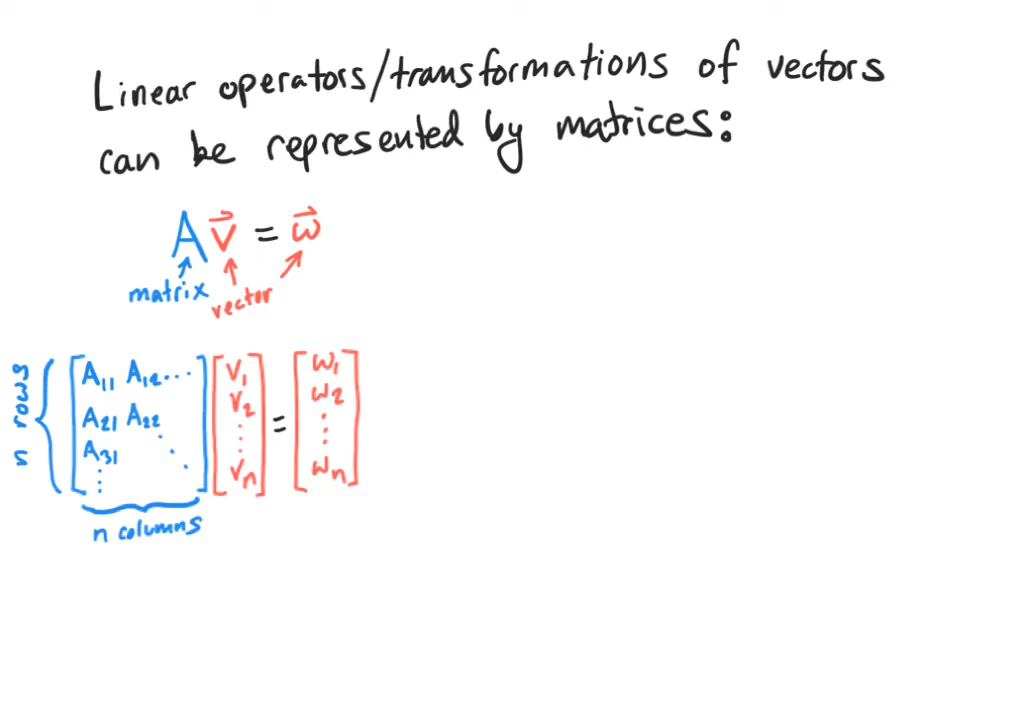 Linear operators/transformations of vectors
can be represented by matrices:
A v⃗ = w⃗
matrix vector
n rows [A₁₁ A₁₂ ⋯] [v₁] = [w₁]
A₂₁ A₂₂ v₂ w₂
A₃₁ ⋱ ⋮ ⋮
⋮ vₙ wₙ
n columns